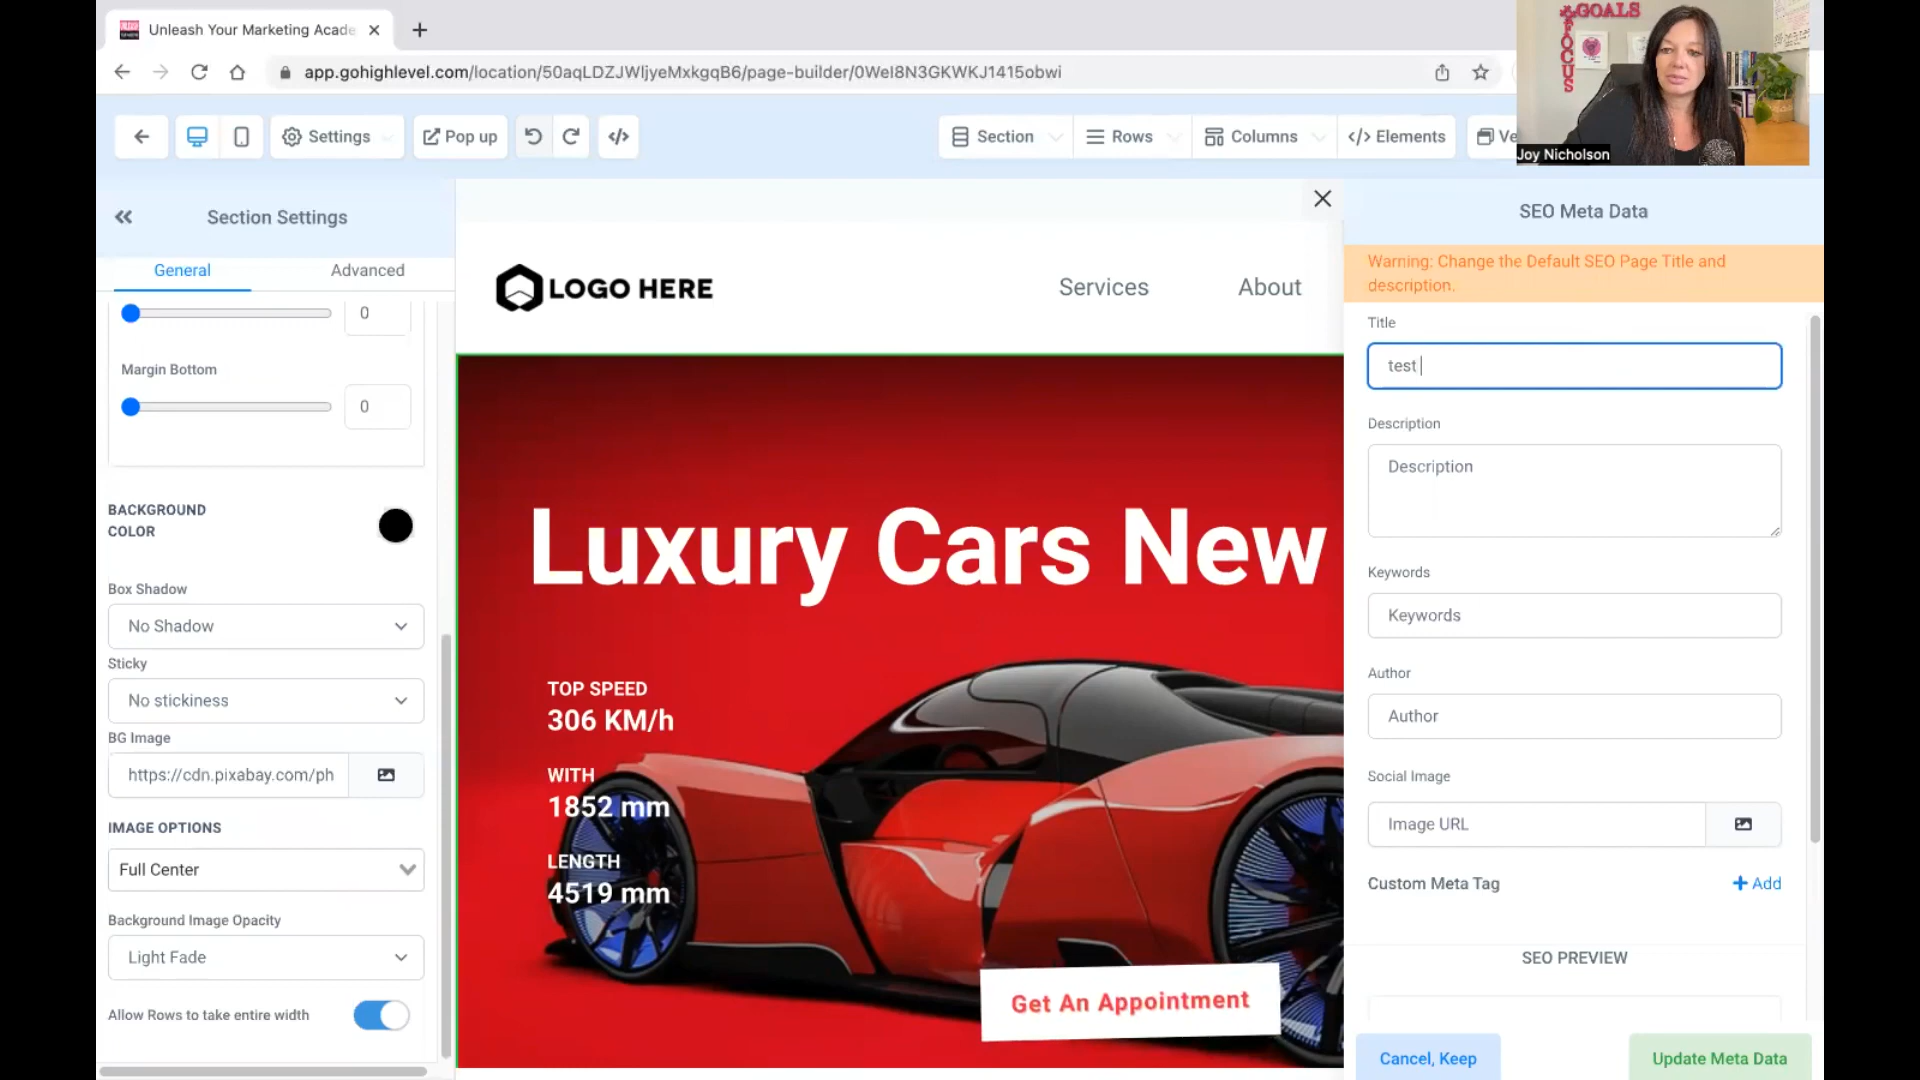 Unleash Your Marketing Acade
app.gohighlevel.com/location/50aqLDZJWljyeMxkgqB6/page-builder/0WeI8N3GKWKJ1415obwi
GOALS
FOCUS
Joy Nicholson
Settings
Pop up
Section
Rows
Columns
</> Elements
Ve
Section Settings
General
Advanced
0
Margin Bottom
0
BACKGROUND
COLOR
Box Shadow
No Shadow
Sticky
No stickiness
BG Image
https://cdn.pixabay.com/ph
IMAGE OPTIONS
Full Center
Background Image Opacity
Light Fade
Allow Rows to take entire width
LOGO HERE
Services
About
Luxury Cars New
TOP SPEED
306 KM/h
WITH
1852 mm
LENGTH
4519 mm
Get An Appointment
SEO Meta Data
Warning: Change the Default SEO Page Title and
description.
Title
test
Description
Description
Keywords
Keywords
Author
Author
Social Image
Image URL
Custom Meta Tag
+ Add
SEO PREVIEW
Cancel, Keep
Update Meta Data